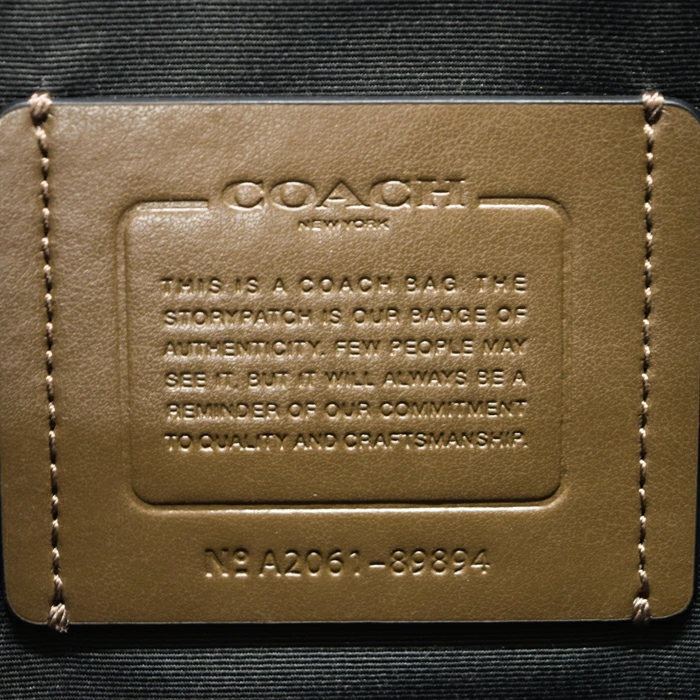 COACH
NEW YORK
THIS IS A COACH BAG. THE
STORYPATCH IS OUR BADGE OF
AUTHENTICITY. FEW PEOPLE MAY
SEE IT, BUT IT WILL ALWAYS BE A
REMINDER OF OUR COMMITMENT
TO QUALITY AND CRAFTSMANSHIP.
Nº A2061-89894